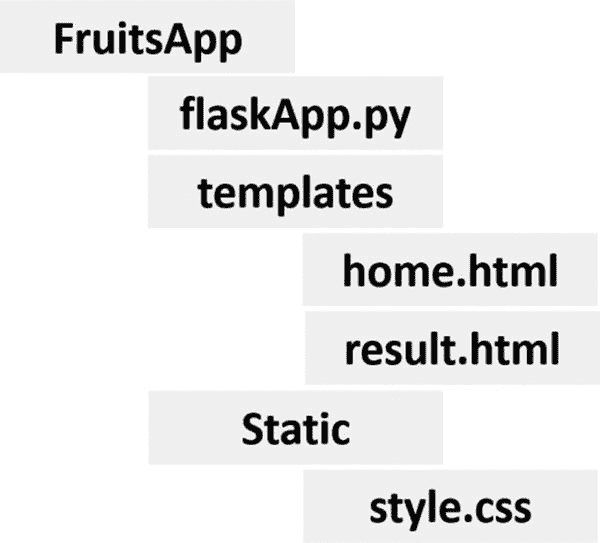 FruitsApp
flaskApp.py
templates
home.html
result.html
Static
style.css